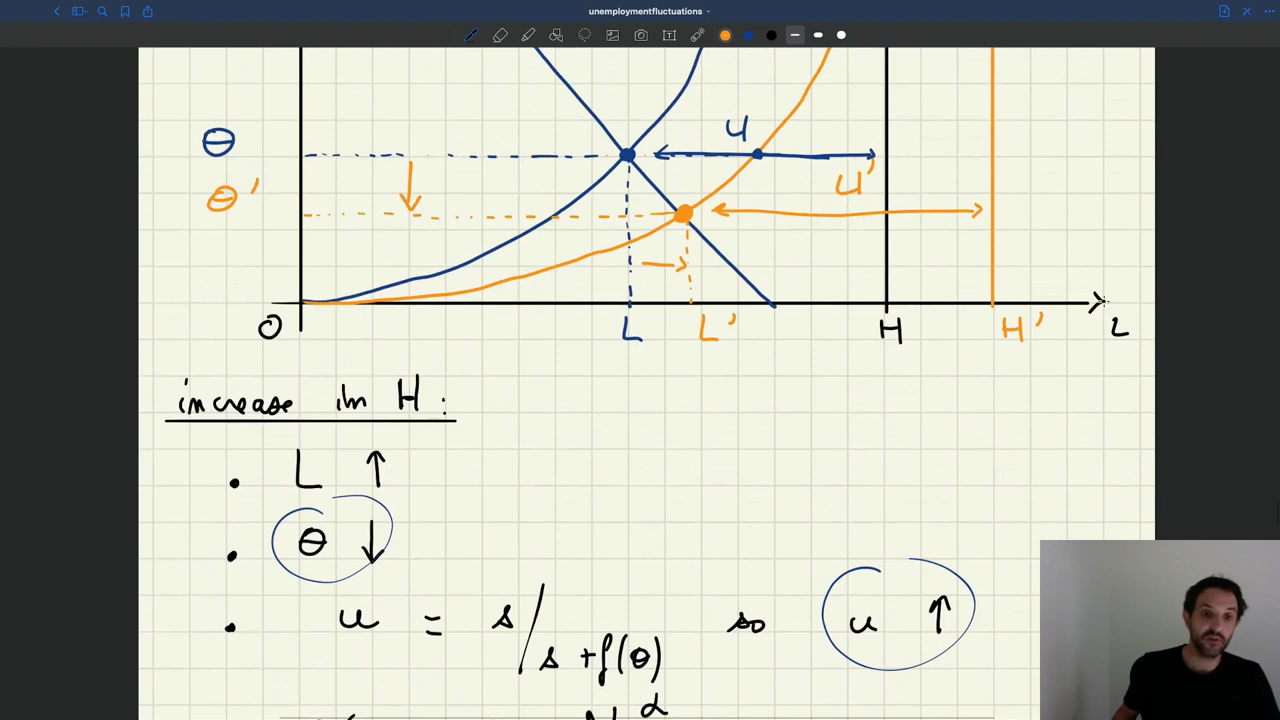 unemploymentfluctuations
u
θ
u'
θ'
O L L' H H' L
increase in H :
• L ↑
• θ ↓
• u = s/s+f(θ) so u ↑
α